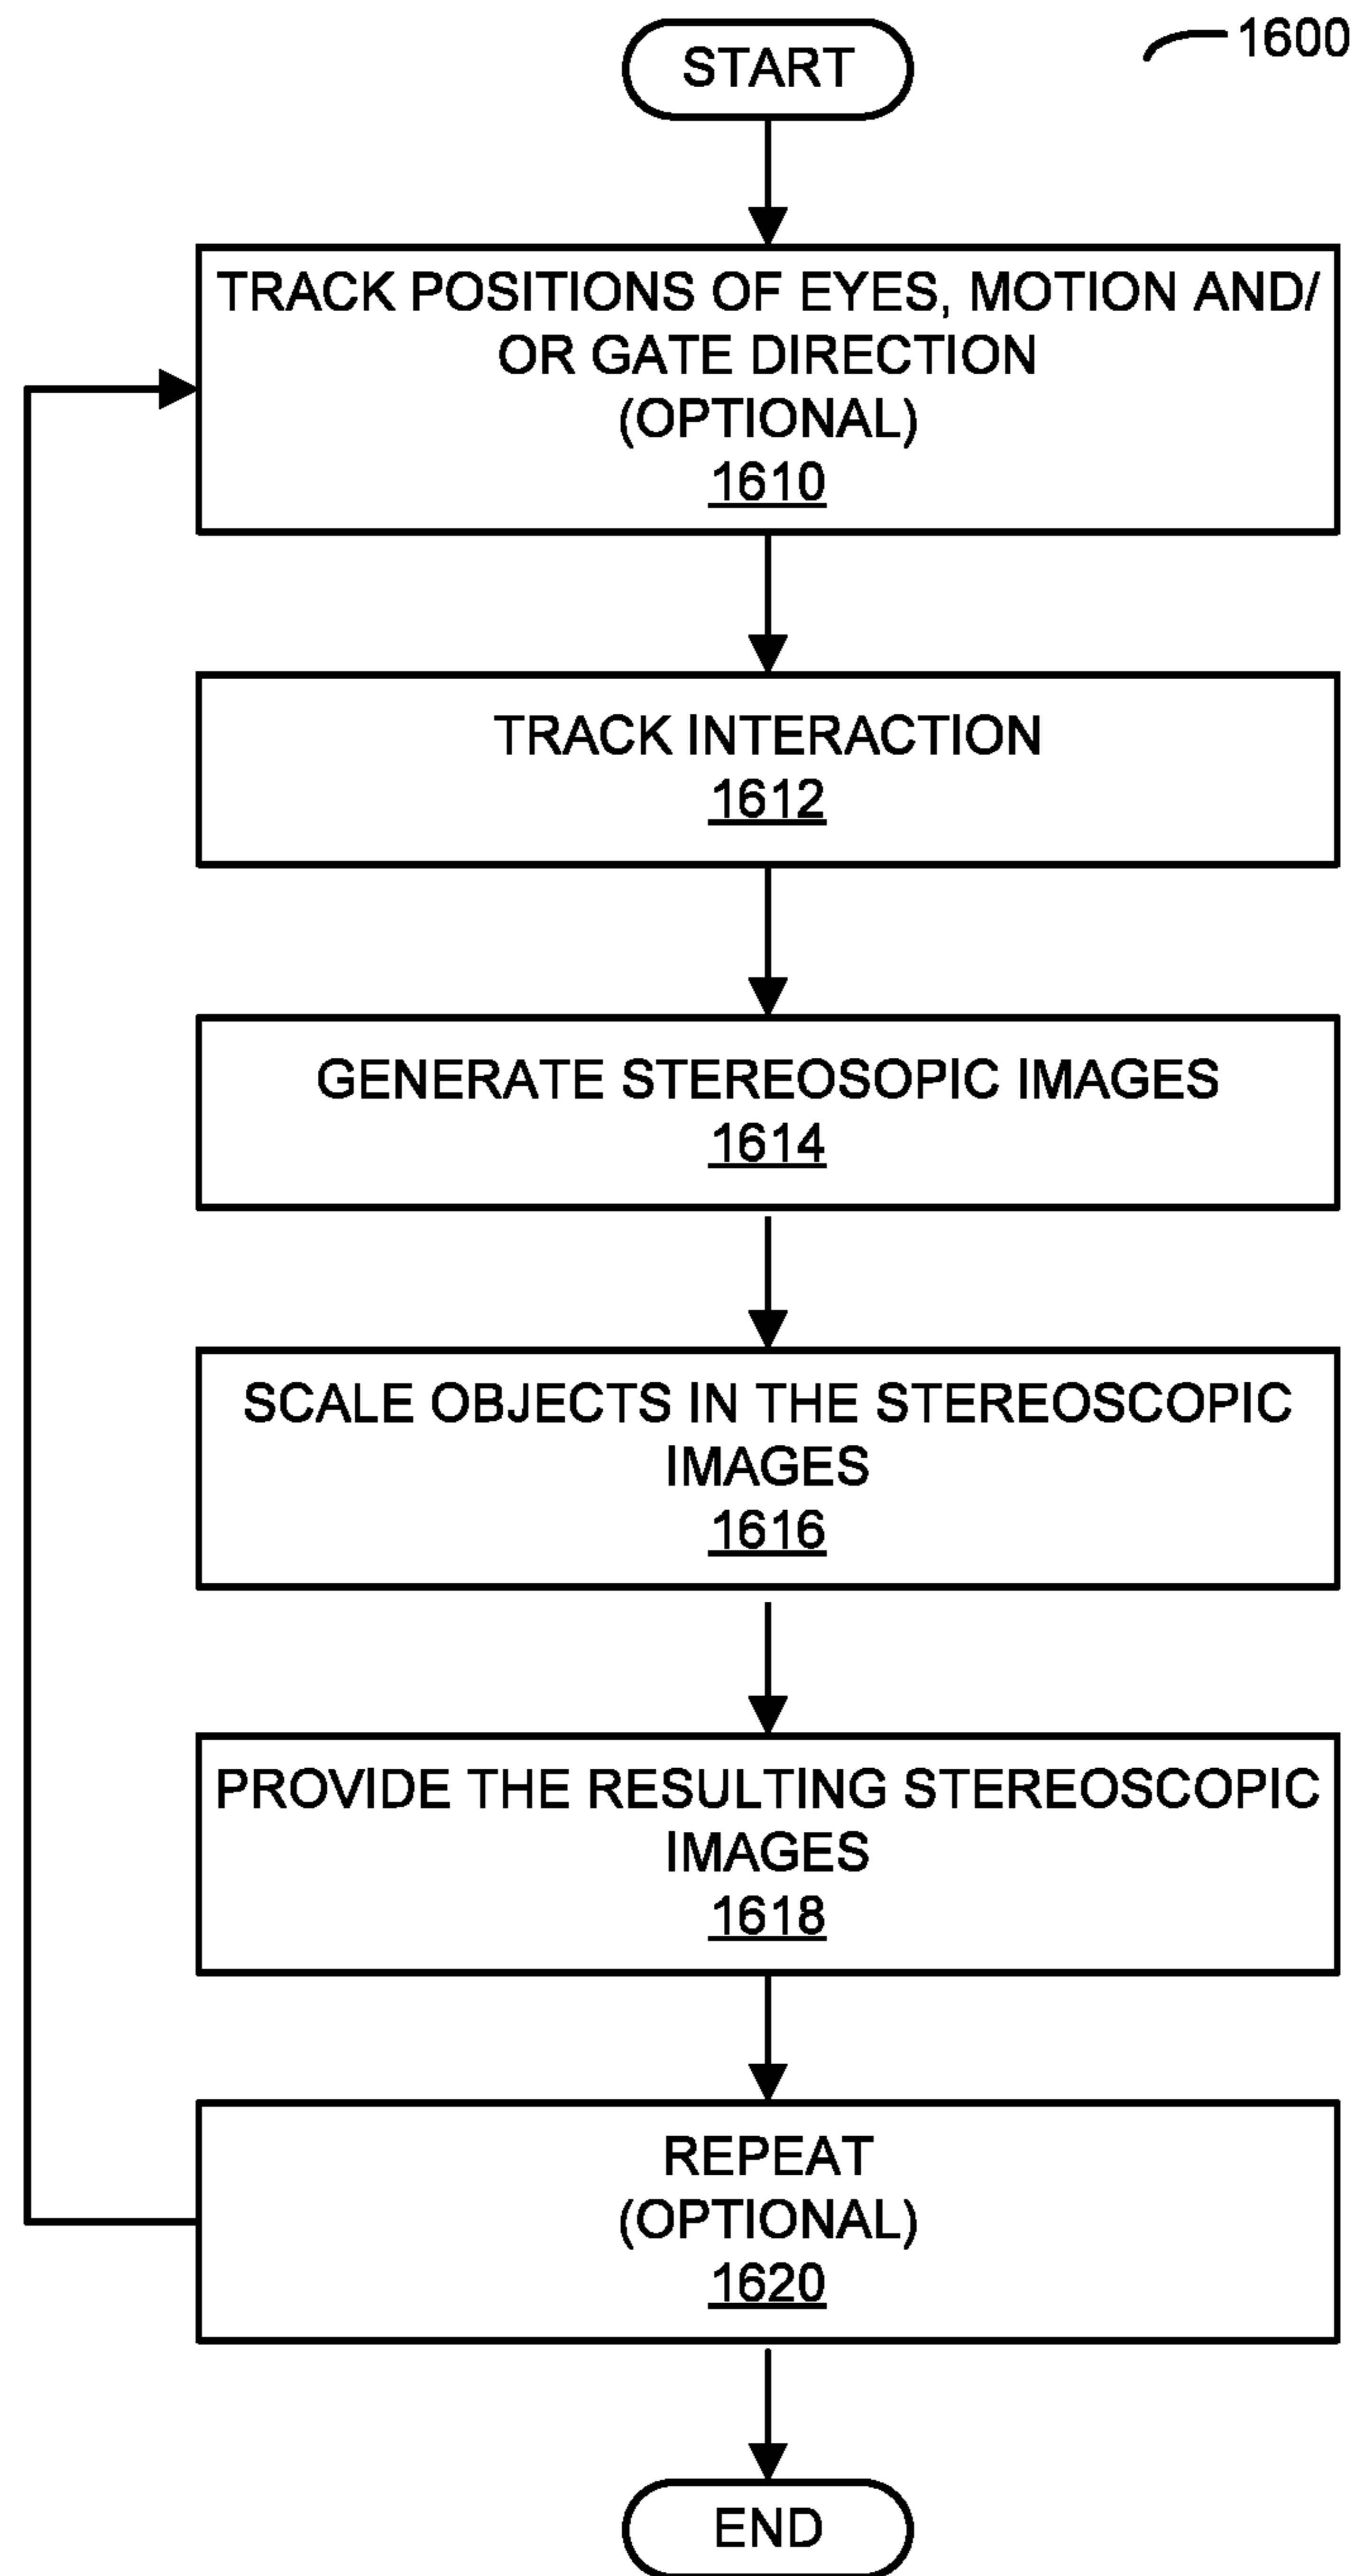 START
1600
TRACK POSITIONS OF EYES, MOTION AND/
OR GATE DIRECTION
(OPTIONAL)
1610
TRACK INTERACTION
1612
GENERATE STEREOSOPIC IMAGES
1614
SCALE OBJECTS IN THE STEREOSCOPIC
IMAGES
1616
PROVIDE THE RESULTING STEREOSCOPIC
IMAGES
1618
REPEAT
(OPTIONAL)
1620
END